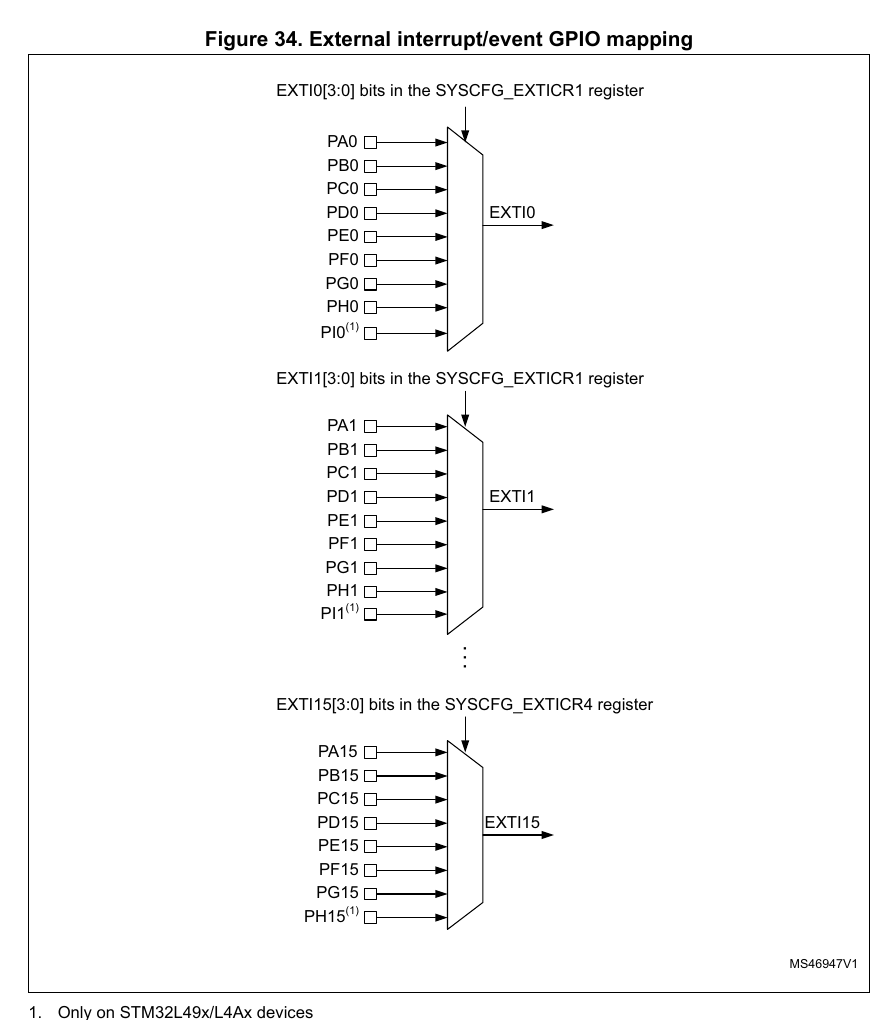 Figure 34. External interrupt/event GPIO mapping
EXTI0[3:0] bits in the SYSCFG_EXTICR1 register
PA0
PB0
PC0
PD0
PE0
PF0
PG0
PH0
PI0(1)
EXTI0
EXTI1[3:0] bits in the SYSCFG_EXTICR1 register
PA1
PB1
PC1
PD1
PE1
PF1
PG1
PH1
PI1(1)
EXTI1
EXTI15[3:0] bits in the SYSCFG_EXTICR4 register
PA15
PB15
PC15
PD15
PE15
PF15
PG15
PH15(1)
EXTI15
MS46947V1
1. Only on STM32L49x/L4Ax devices